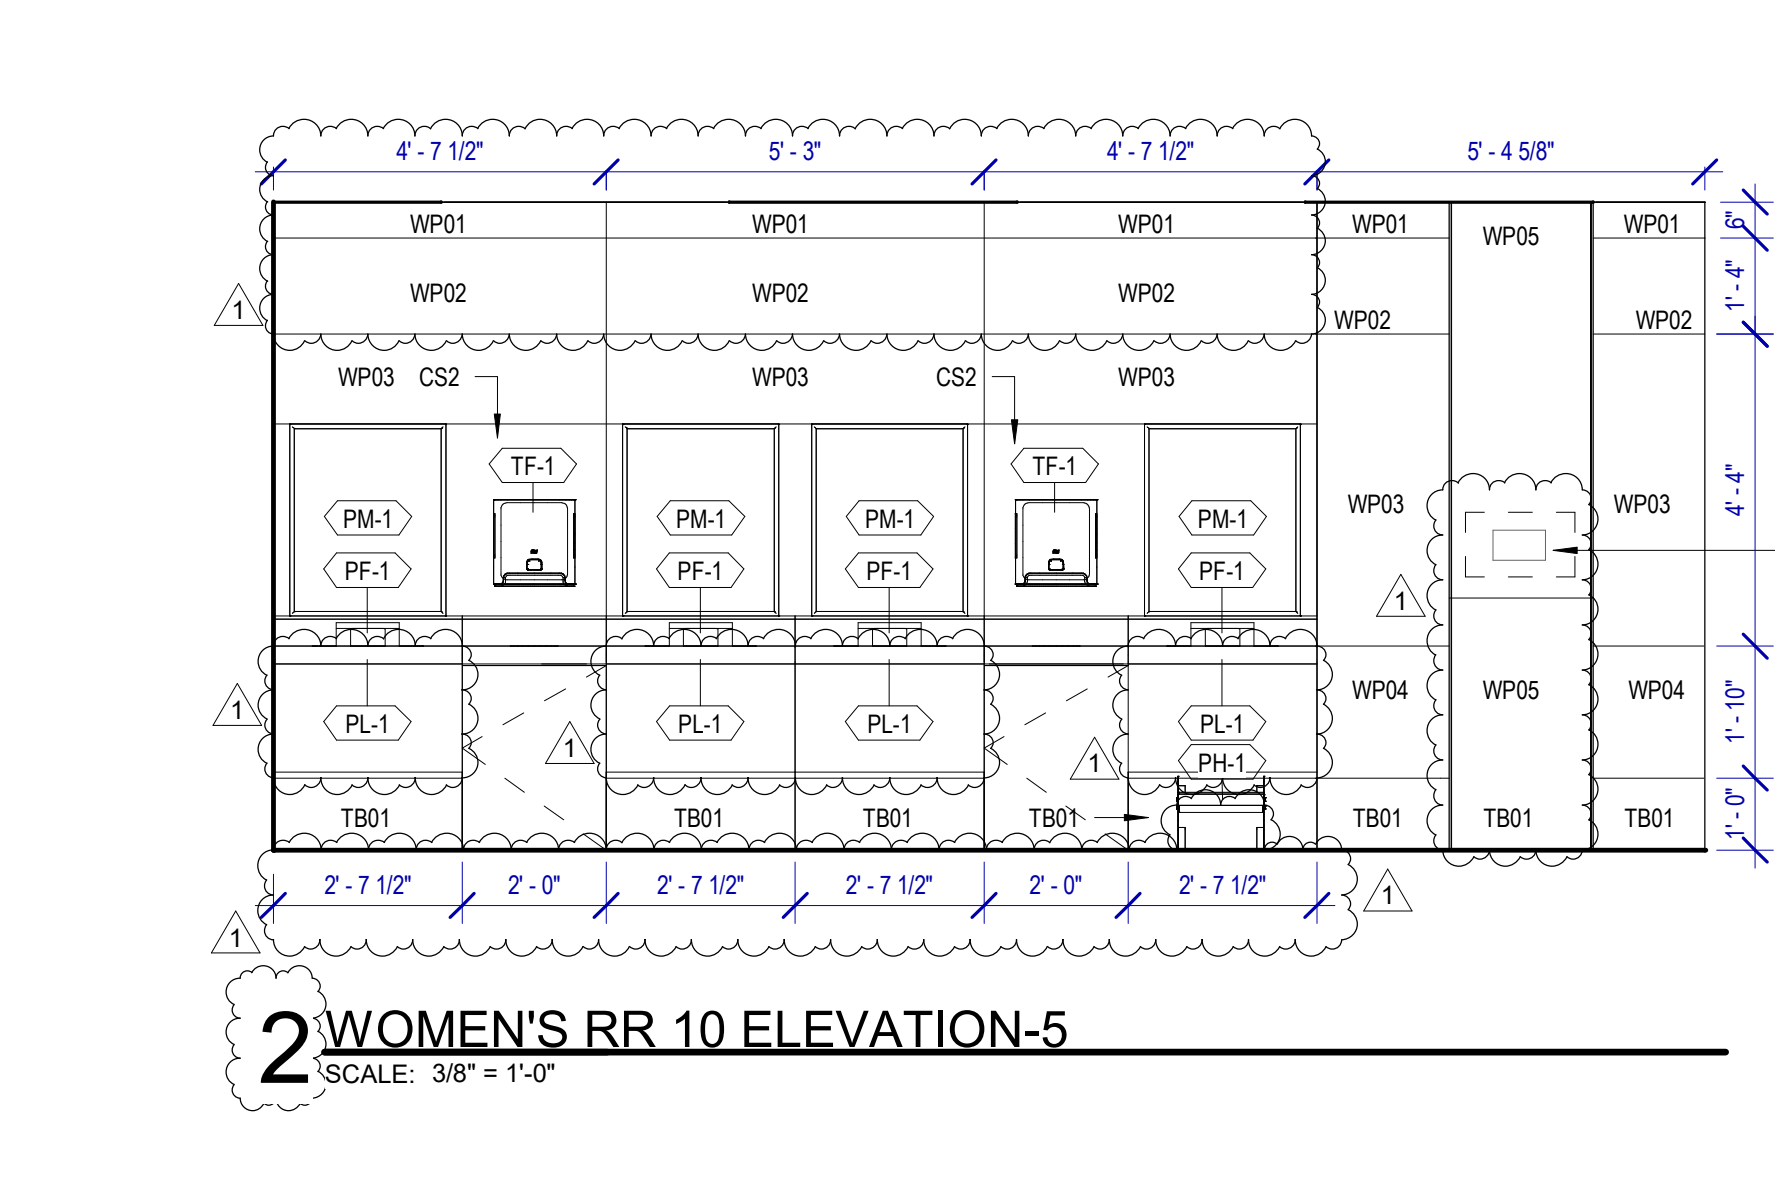 4' - 7 1/2" 5' - 3" 4' - 7 1/2" 5' - 4 5/8"
WP01 WP01 WP01 WP01 WP05 WP01 6"
WP02 WP02 WP02 1' - 4"
1 WP02 WP02
WP03 CS2 WP03 CS2 WP03
TF-1 TF-1
WP03 WP03 4' - 4"
PM-1 PM-1 PM-1 PM-1
PF-1 PF-1 PF-1 PF-1
1
WP04 WP05 WP04 1' - 10"
1 PL-1 PL-1 PL-1 PL-1
1 1 PH-1
TB01 TB01 TB01 TB01 TB01 TB01 TB01 1' - 0"
2' - 7 1/2" 2' - 0" 2' - 7 1/2" 2' - 7 1/2" 2' - 0" 2' - 7 1/2" 1
1
2 WOMEN'S RR 10 ELEVATION-5
SCALE: 3/8" = 1'-0"